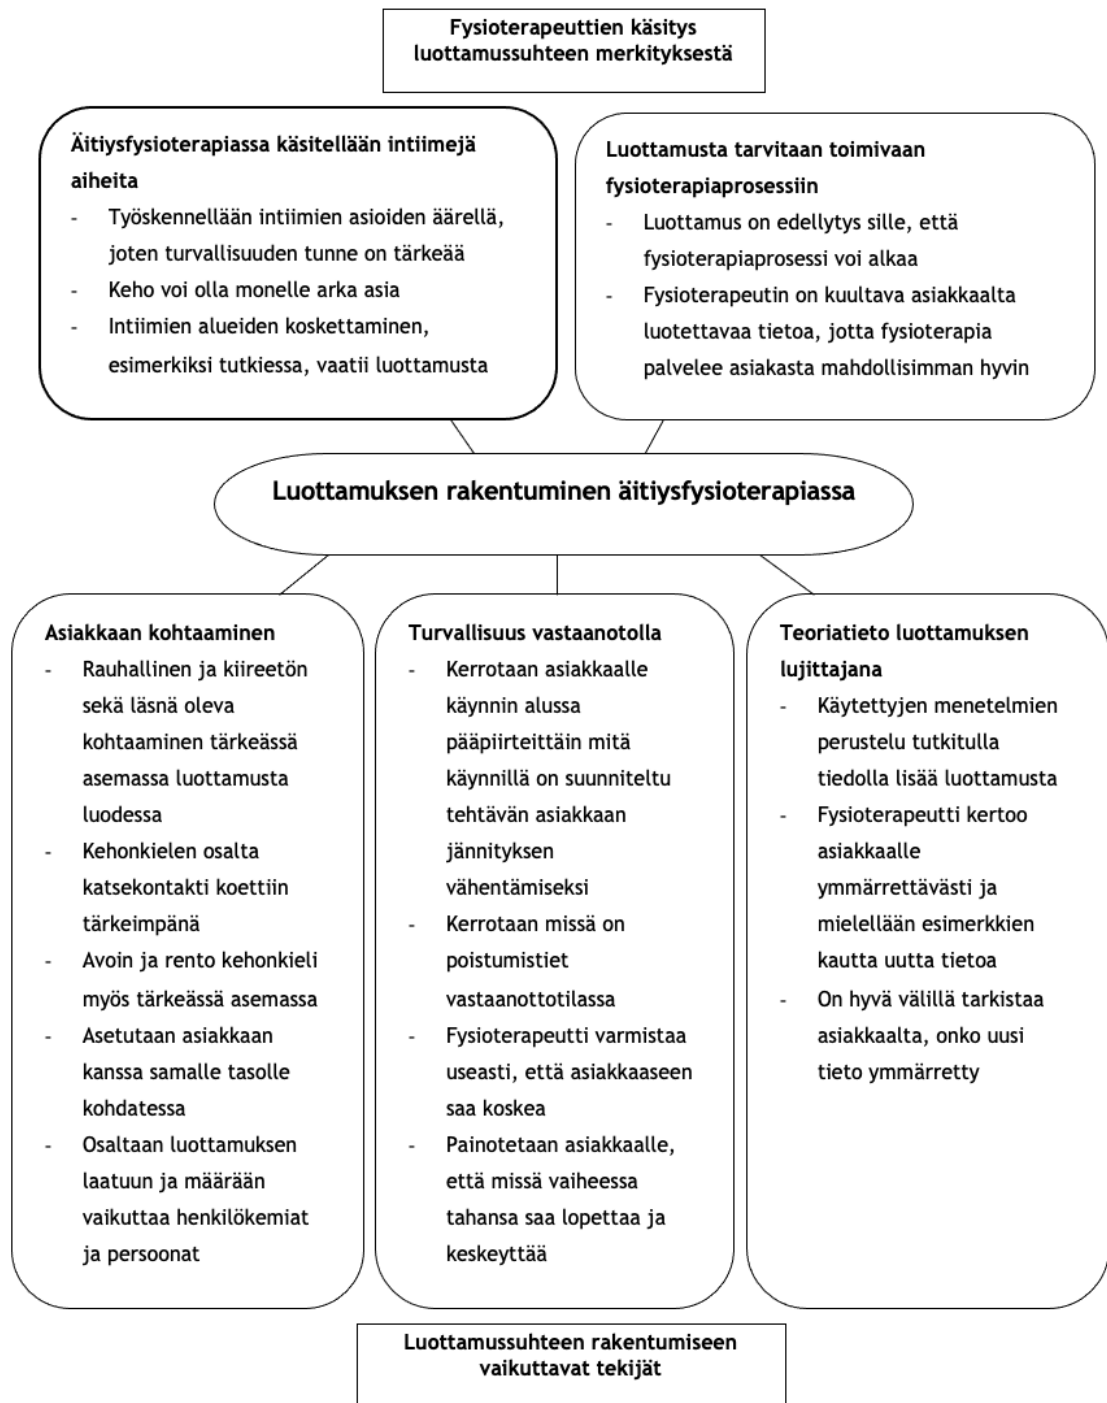 Fysioterapeuttien käsitys
luottamussuhteen merkityksestä
Äitiysfysioterapiassa käsitellään intiimejä
aiheita
- Työskennellään intiimien asioiden äärellä,
joten turvallisuuden tunne on tärkeää
- Keho voi olla monelle arka asia
- Intiimien alueiden koskettaminen,
esimerkiksi tutkiessa, vaatii luottamusta
Luottamusta tarvitaan toimivaan
fysioterapiaprosessiin
- Luottamus on edellytys sille, että
fysioterapiaprosessi voi alkaa
- Fysioterapeutin on kuultava asiakkaalta
luotettavaa tietoa, jotta fysioterapia
palvelee asiakasta mahdollisimman hyvin
Luottamuksen rakentuminen äitiysfysioterapiassa
Asiakkaan kohtaaminen
- Rauhallinen ja kiireetön
sekä läsnä oleva
kohtaaminen tärkeässä
asemassa luottamusta
luodessa
- Kehonkielen osalta
katsekontakti koettiin
tärkeimpänä
- Avoin ja rento kehonkieli
myös tärkeässä asemassa
- Asetutaan asiakkaan
kanssa samalle tasolle
kohdatessa
- Osaltaan luottamuksen
laatuun ja määrään
vaikuttaa henkilökemiat
ja persoonat
Turvallisuus vastaanotolla
- Kerrotaan asiakkaalle
käynnin alussa
pääpiirteittäin mitä
käynnillä on suunniteltu
tehtävän asiakkaan
jännityksen
vähentämiseksi
- Kerrotaan missä on
poistumistiet
vastaanottotilassa
- Fysioterapeutti varmistaa
useasti, että asiakkaaseen
saa koskea
- Painotetaan asiakkaalle,
että missä vaiheessa
tahansa saa lopettaa ja
keskeyttää
Teoriatieto luottamuksen
lujittajana
- Käytettyjen menetelmien
perustelu tutkitulla
tiedolla lisää luottamusta
- Fysioterapeutti kertoo
asiakkaalle
ymmärrettävästi ja
mielellään esimerkkien
kautta uutta tietoa
- On hyvä välillä tarkistaa
asiakkaalta, onko uusi
tieto ymmärretty
Luottamussuhteen rakentumiseen
vaikuttavat tekijät